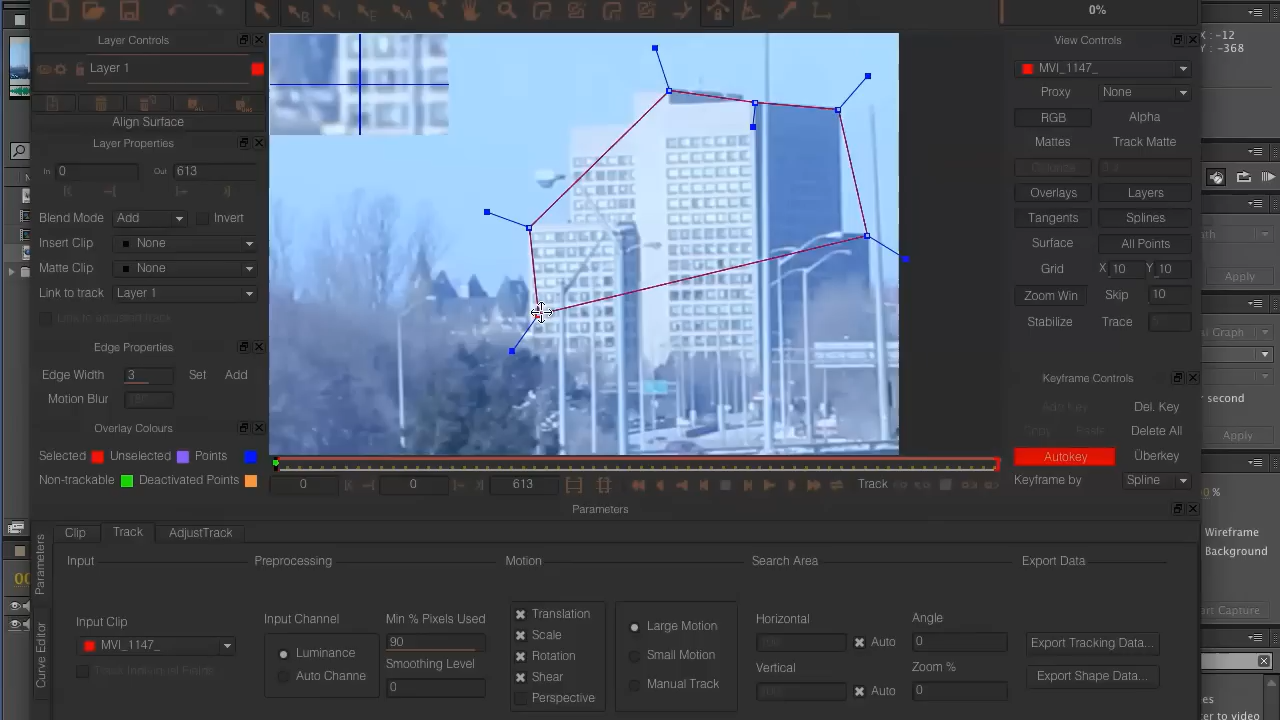 0%
Layer Controls
View Controls
X : -12
Y : -368
Layer 1
MVI_1147_
Proxy None
Align Surface
RGB Alpha
Layer Properties
Mattes Track Matte
In 0 Out 613
Overlays Layers
Blend Mode Add Invert
Tangents Splines
Insert Clip None
Surface All Points
Matte Clip None
Grid X 10 Y 10
Apply
Link to track Layer 1
Zoom Win Skip 10
Stabilize Trace
Edge Properties
Edge Width 3 Set Add
Keyframe Controls
Motion Blur
Del. Key
r second
Overlay Colours
Delete All
Apply
Selected Unselected Points
Autokey Überkey
Non-trackable Deactivated Points
0 0 613 Track
Keyframe by Spline
%
Parameters
Clip Track AdjustTrack
Wireframe
Background
Parameters
Curve Editor
Input Preprocessing Motion Search Area Export Data
Input Clip
MVI_1147_
Input Channel
Luminance
Auto Channe
Min % Pixels Used
90
Smoothing Level
0
Translation
Scale
Rotation
Shear
Perspective
Large Motion
Small Motion
Manual Track
Horizontal
Auto
Vertical
Auto
Angle
0
Zoom %
0
Export Tracking Data...
Export Shape Data...
ert Capture
es
er to video